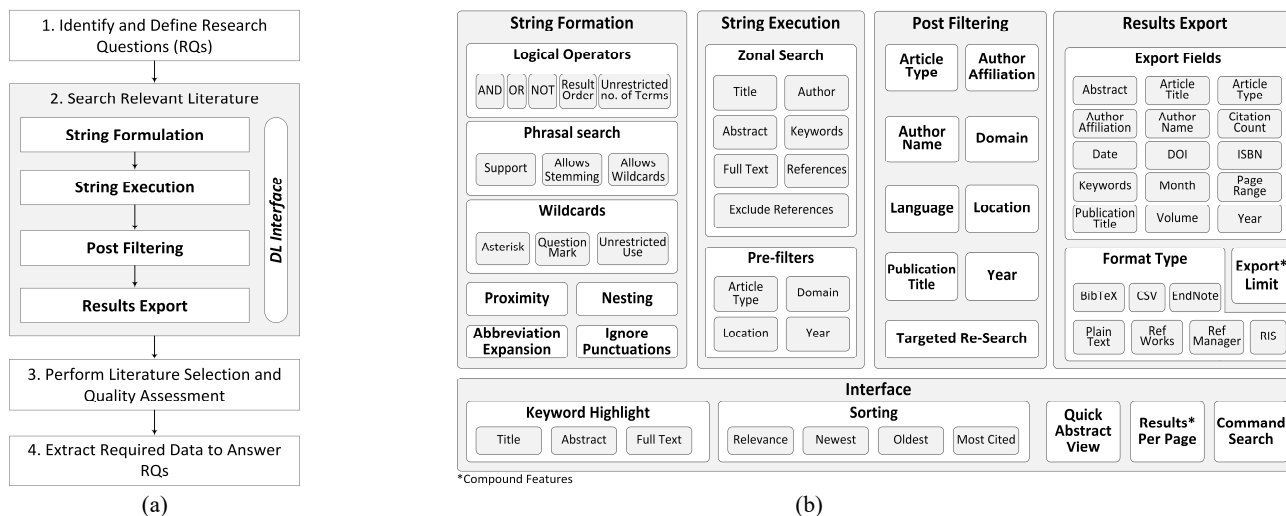 1. Identify and Define Research
Questions (RQs)
2. Search Relevant Literature
String Formulation
String Execution
Post Filtering
Results Export
DL Interface
3. Perform Literature Selection and
Quality Assessment
4. Extract Required Data to Answer
RQs
(a)
String Formation
Logical Operators
AND
OR
NOT
Result
Order
Unrestricted
no. of Terms
Phrasal search
Support
Allows
Stemming
Allows
Wildcards
Wildcards
Asterisk
Question
Mark
Unrestricted
Use
Proximity
Nesting
Abbreviation
Expansion
Ignore
Punctuations
String Execution
Zonal Search
Title
Author
Abstract
Keywords
Full Text
References
Exclude References
Pre-filters
Article
Type
Domain
Location
Year
Post Filtering
Article
Type
Author
Affiliation
Author
Name
Domain
Language
Location
Publication
Title
Year
Targeted Re-Search
Results Export
Export Fields
Abstract
Article
Title
Article
Type
Author
Affiliation
Author
Name
Citation
Count
Date
DOI
ISBN
Keywords
Month
Page
Range
Publication
Title
Volume
Year
Format Type
BibTeX
CSV
EndNote
Plain
Text
Ref
Works
Ref
Manager
RIS
Export*
Limit
Interface
Keyword Highlight
Title
Abstract
Full Text
Sorting
Relevance
Newest
Oldest
Most Cited
Quick
Abstract
View
Results*
Per Page
Command
Search
*Compound Features
(b)